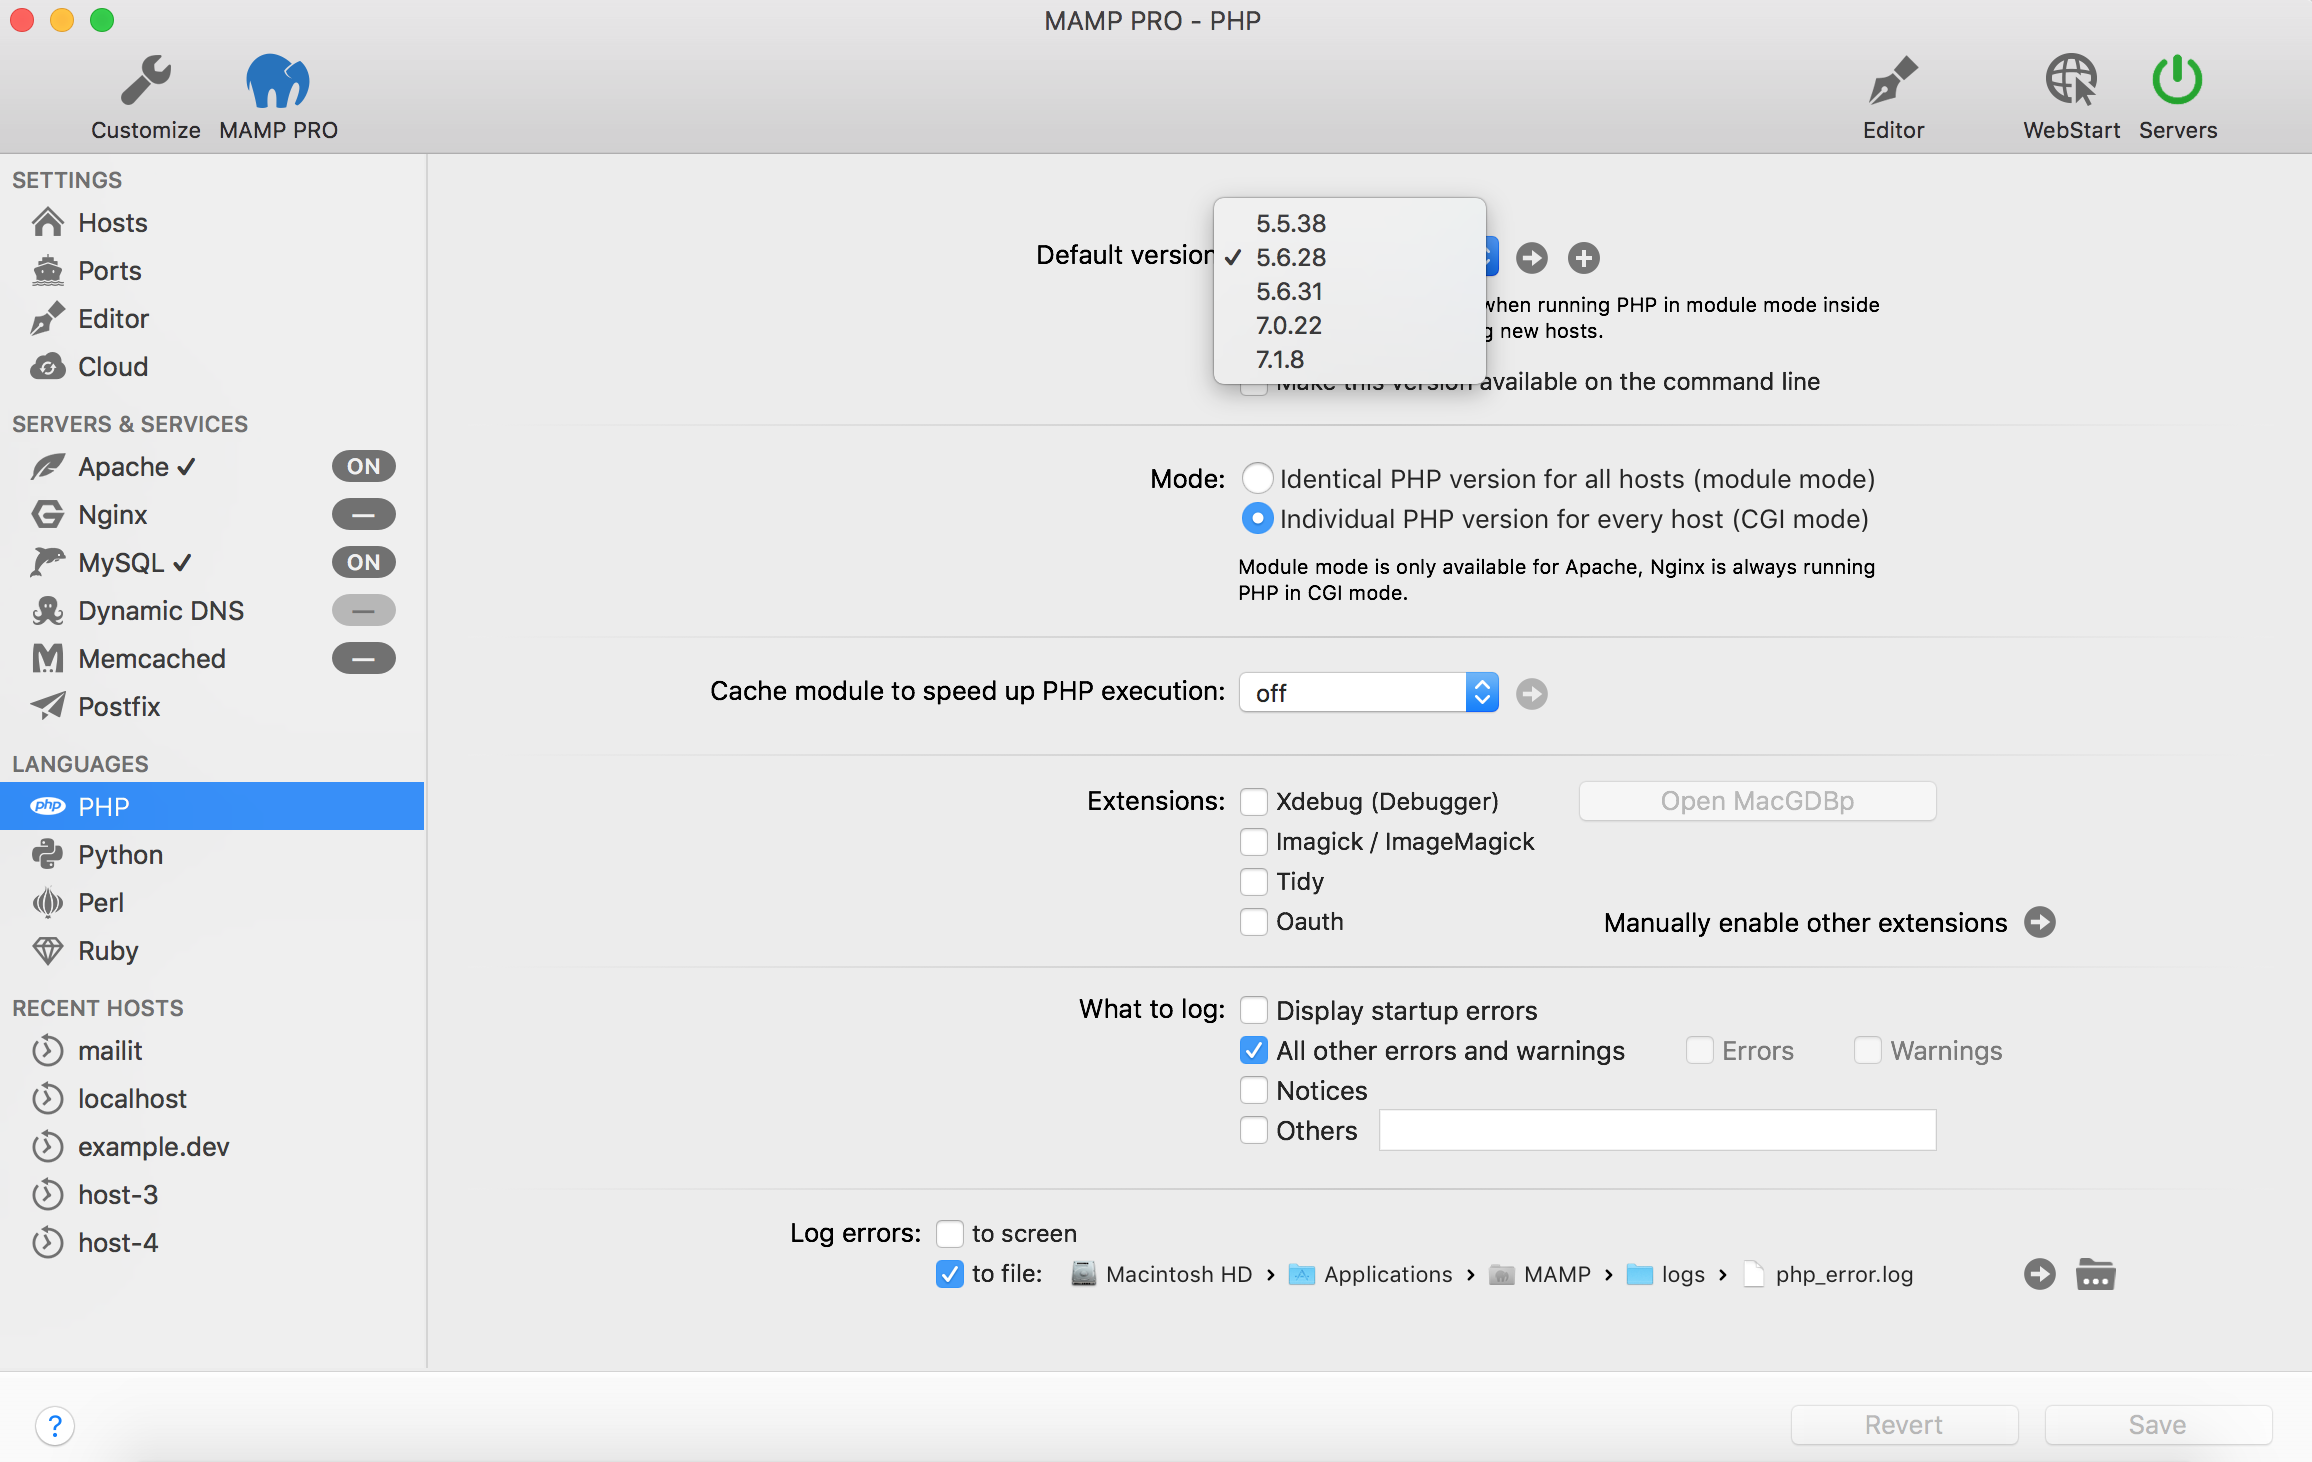 MAMP PRO - PHP
Customize
MAMP PRO
Editor
WebStart
Servers
SETTINGS
Hosts
Ports
Editor
Cloud
SERVERS & SERVICES
Apache ✓ ON
Nginx —
MySQL ✓ ON
Dynamic DNS —
Memcached —
Postfix
LANGUAGES
php PHP
Python
Perl
Ruby
RECENT HOSTS
mailit
localhost
example.dev
host-3
host-4
Default version
5.5.38
✓ 5.6.28
5.6.31
7.0.22
7.1.8
when running PHP in module mode inside
g new hosts.
Make this version available on the command line
Mode: Identical PHP version for all hosts (module mode)
Individual PHP version for every host (CGI mode)
Module mode is only available for Apache, Nginx is always running
PHP in CGI mode.
Cache module to speed up PHP execution: off
Extensions: Xdebug (Debugger) Open MacGDBp
Imagick / ImageMagick
Tidy
Oauth Manually enable other extensions
What to log: Display startup errors
All other errors and warnings Errors Warnings
Notices
Others
Log errors: to screen
to file: Macintosh HD › Applications › MAMP › logs › php_error.log
? Revert Save